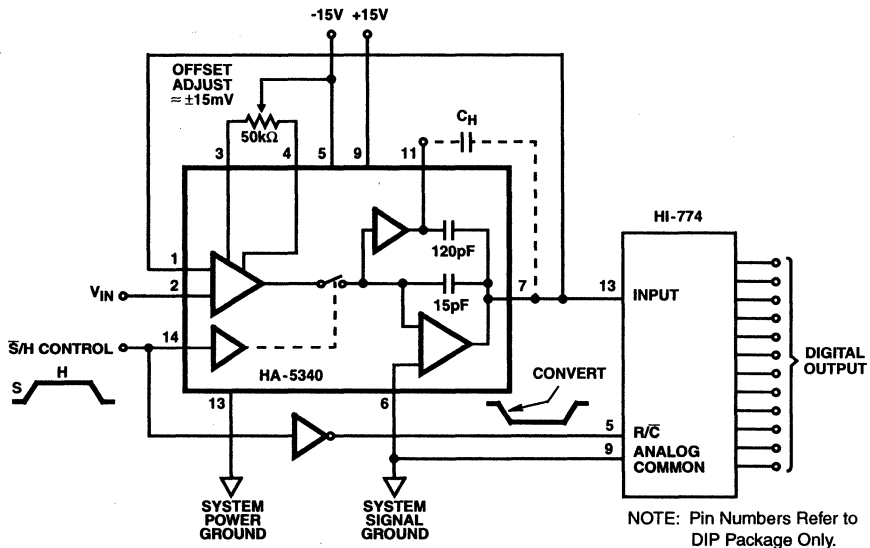 -15V +15V
OFFSET
ADJUST
≈ ±15mV
50kΩ
CH
3 4 5 9 11
HI-774
120pF
15pF
1
2
VIN
7
13
INPUT
S̅/H CONTROL
14
DIGITAL
OUTPUT
S H
HA-5340
CONVERT
13
6
5
R/C̅
9
ANALOG
COMMON
SYSTEM
POWER
GROUND
SYSTEM
SIGNAL
GROUND
NOTE: Pin Numbers Refer to
DIP Package Only.